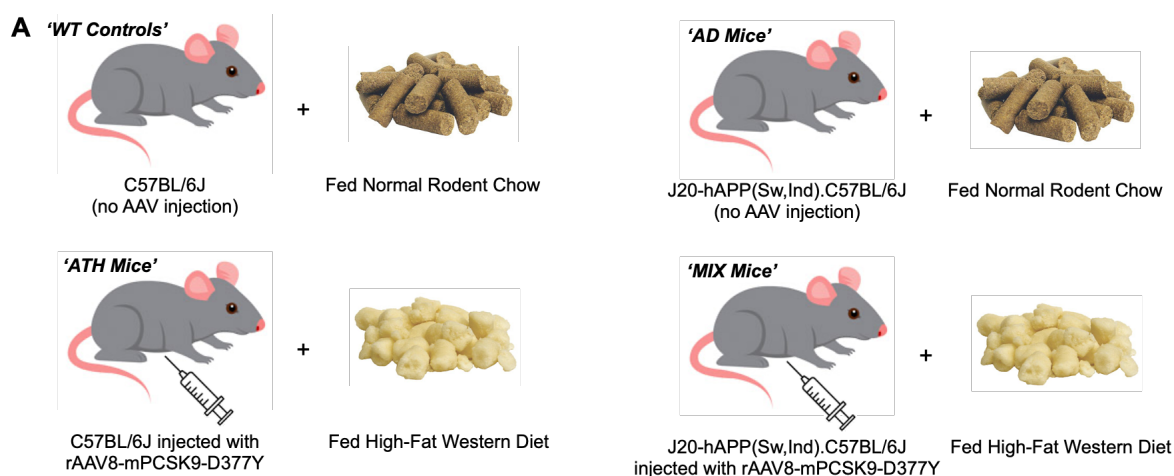 A
'WT Controls'
+
C57BL/6J
(no AAV injection)
Fed Normal Rodent Chow
'AD Mice'
+
J20-hAPP(Sw,Ind).C57BL/6J
(no AAV injection)
Fed Normal Rodent Chow
'ATH Mice'
+
C57BL/6J injected with
rAAV8-mPCSK9-D377Y
Fed High-Fat Western Diet
'MIX Mice'
+
J20-hAPP(Sw,Ind).C57BL/6J
injected with rAAV8-mPCSK9-D377Y
Fed High-Fat Western Diet